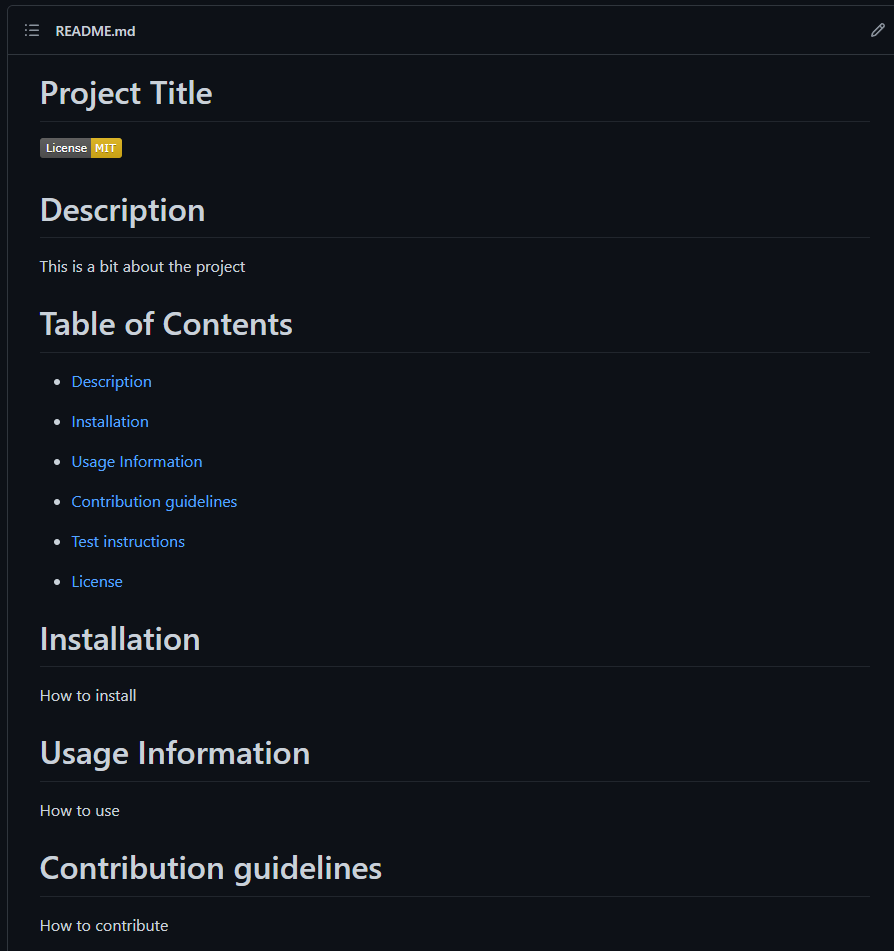 README.md
Project Title
License MIT
Description
This is a bit about the project
Table of Contents
Description
Installation
Usage Information
Contribution guidelines
Test instructions
License
Installation
How to install
Usage Information
How to use
Contribution guidelines
How to contribute